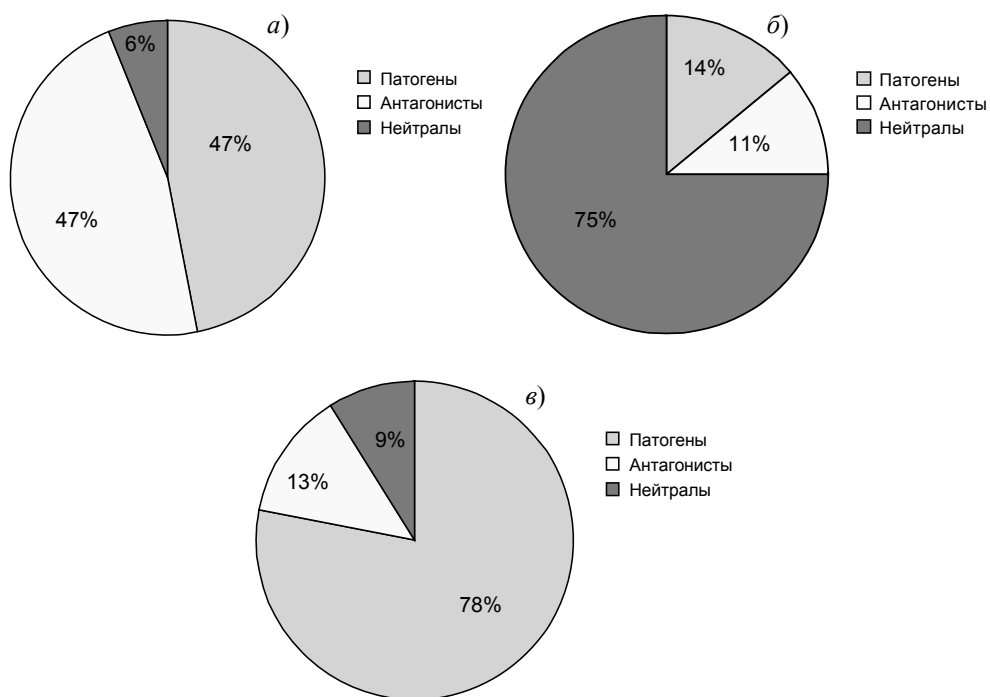 а)
6%
47%
47%
Патогены
Антагонисты
Нейтралы
б)
14%
11%
75%
Патогены
Антагонисты
Нейтралы
в)
9%
13%
78%
Патогены
Антагонисты
Нейтралы